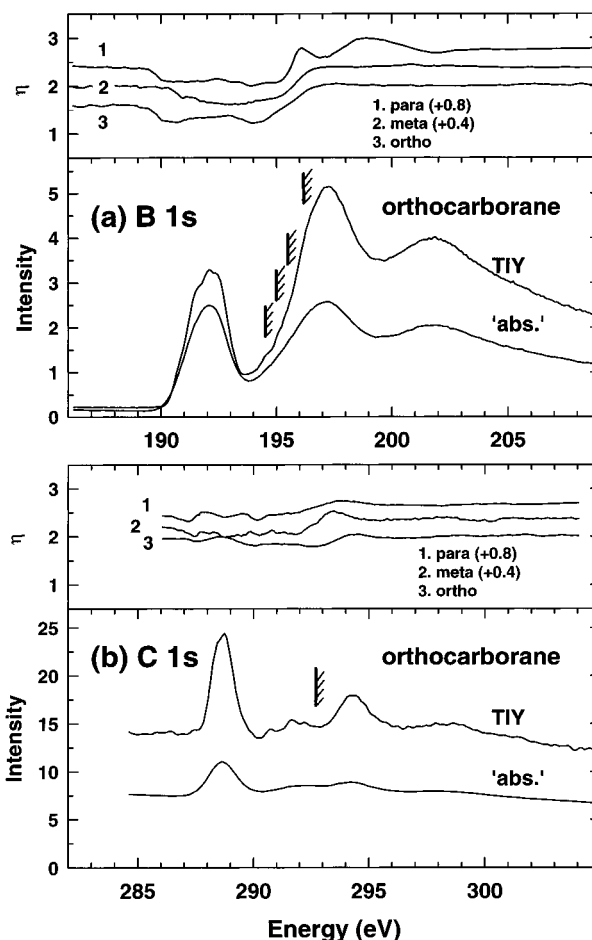 3
2
1
η
1
2
3
1. para (+0.8)
2. meta (+0.4)
3. ortho
5
4
3
2
1
0
Intensity
(a) B 1s
orthocarborane
TIY
'abs.'
190
195
200
205
3
2
1
η
1
2
3
1. para (+0.8)
2. meta (+0.4)
3. ortho
25
20
15
10
5
0
Intensity
(b) C 1s
orthocarborane
TIY
'abs.'
285
290
295
300
Energy (eV)